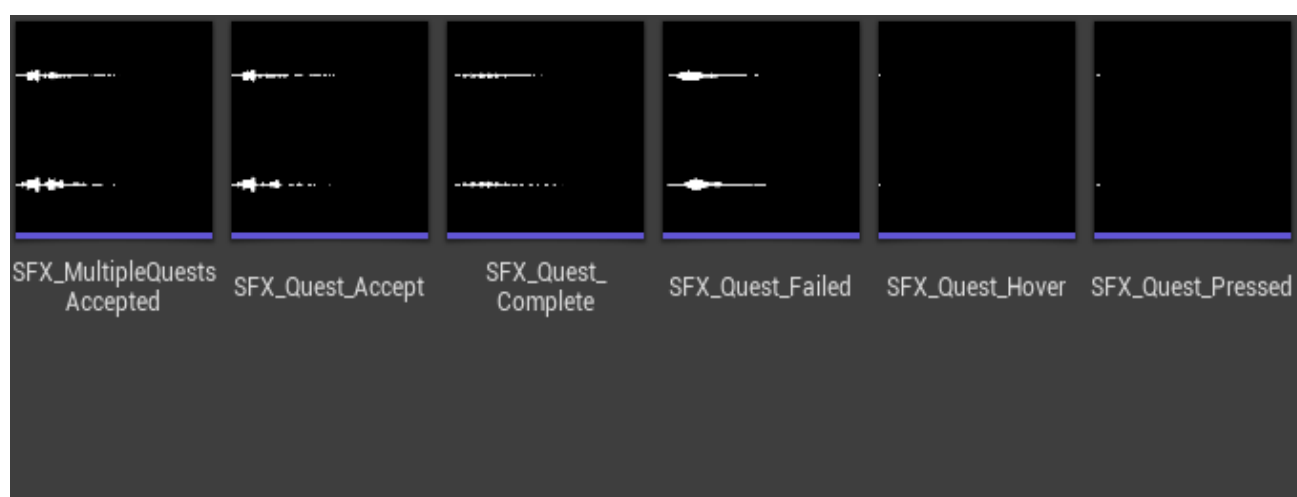 SFX_MultipleQuests
Accepted
SFX_Quest_Accept
SFX_Quest_
Complete
SFX_Quest_Failed
SFX_Quest_Hover
SFX_Quest_Pressed